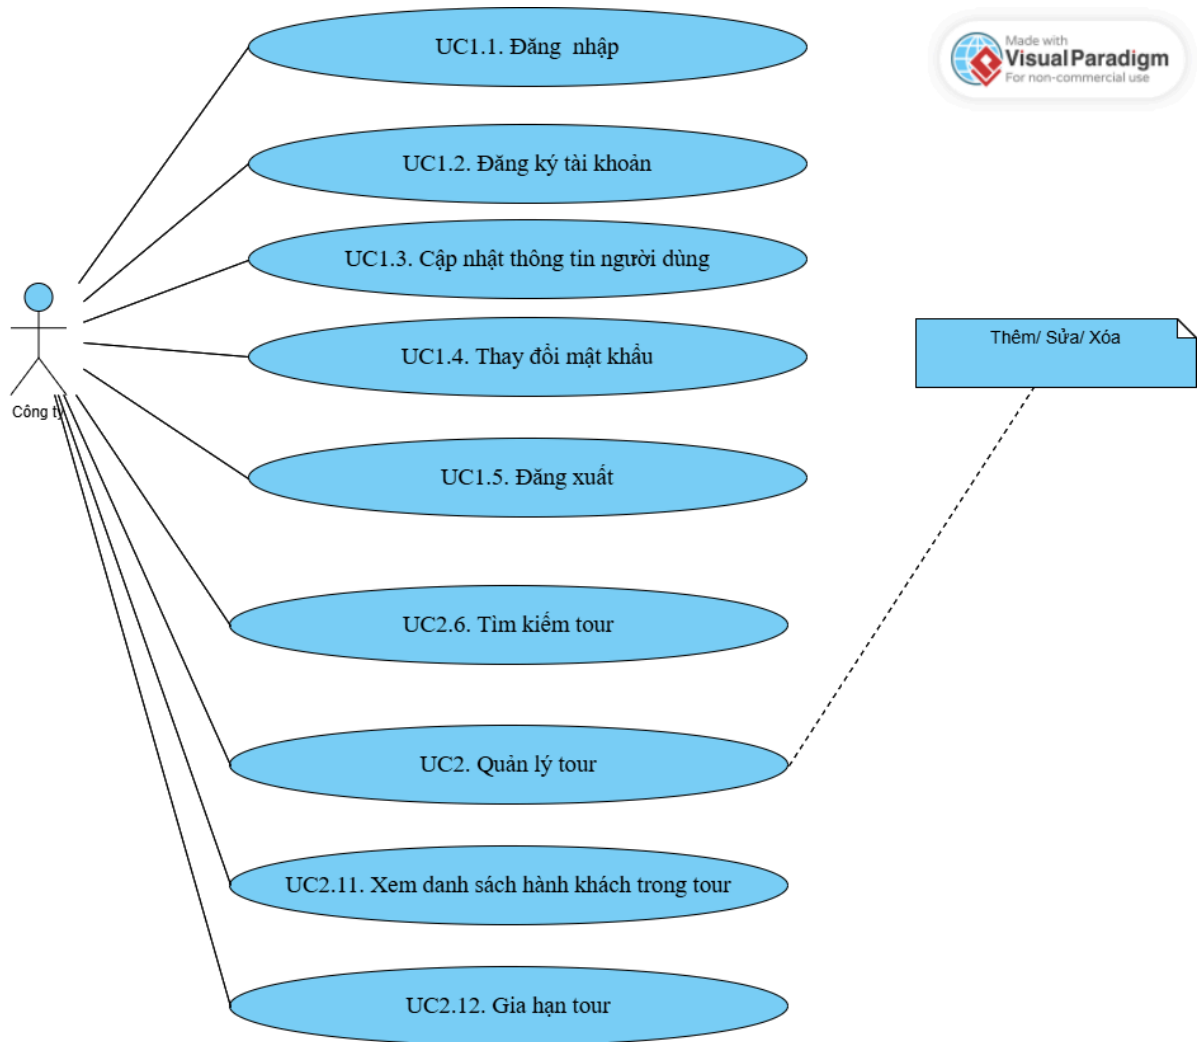 UC1.1. Đăng  nhập
Made with
Visual Paradigm
For non-commercial use
UC1.2. Đăng ký tài khoản
UC1.3. Cập nhật thông tin người dùng
Thêm/ Sửa/ Xóa
UC1.4. Thay đổi mật khẩu
Công ty
UC1.5. Đăng xuất
UC2.6. Tìm kiếm tour
UC2. Quản lý tour
UC2.11. Xem danh sách hành khách trong tour
UC2.12. Gia hạn tour